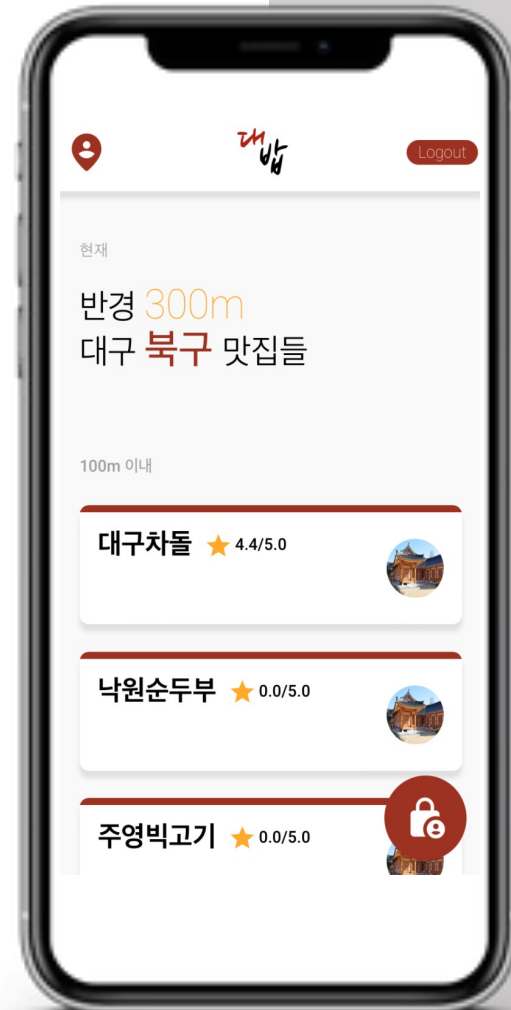 대밥
Logout
현재
반경 300m
대구 북구 맛집들
100m 이내
대구차돌 4.4/5.0
낙원순두부 0.0/5.0
주영빅고기 0.0/5.0